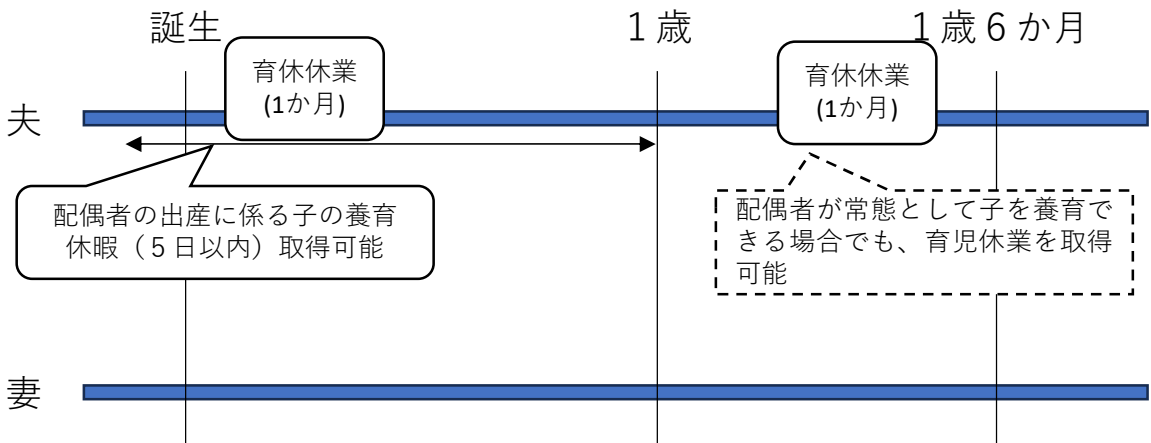 誕生
１歳
１歳６か月
育休休業
(1か月)
育休休業
(1か月)
夫
配偶者の出産に係る子の養育
休暇（５日以内）取得可能
配偶者が常態として子を養育で
きる場合でも、育児休業を取得
可能
妻